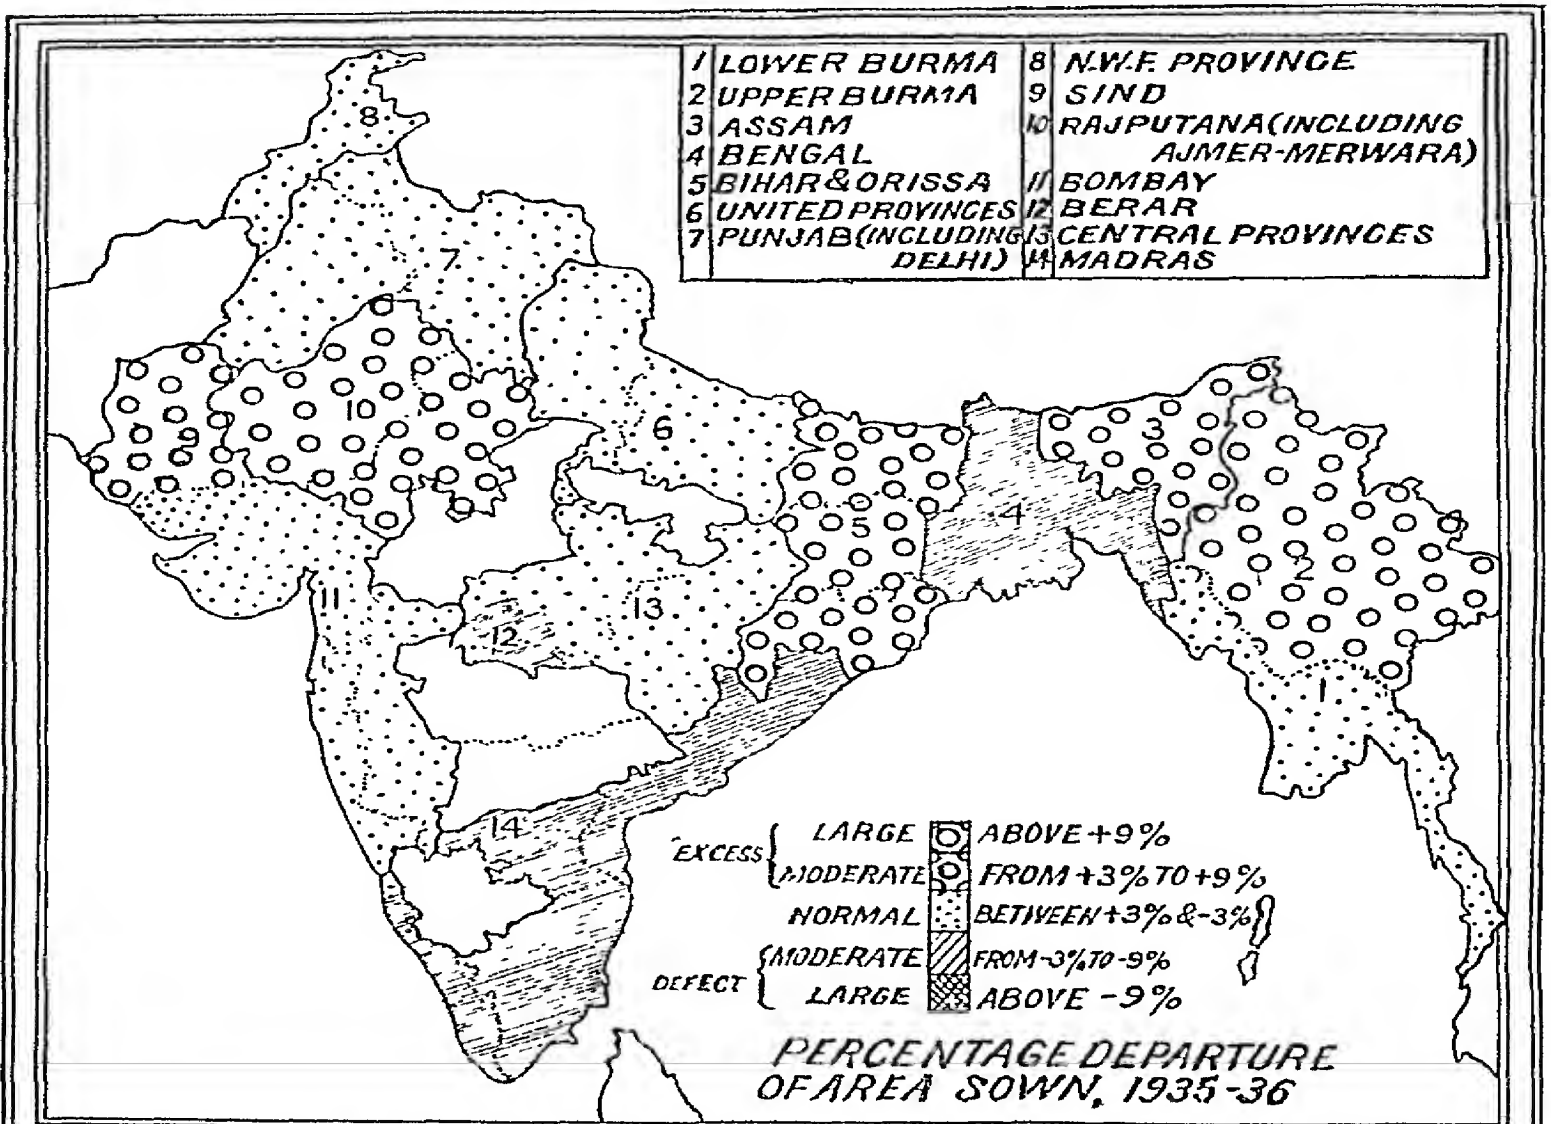 1 LOWER BURMA
2 UPPER BURMA
3 ASSAM
4 BENGAL
5 BIHAR & ORISSA
6 UNITED PROVINCES
7 PUNJAB (INCLUDING
DELHI)
8 N.W.F. PROVINCE
9 SIND
10 RAJPUTANA (INCLUDING
AJMER-MERWARA)
11 BOMBAY
12 BERAR
13 CENTRAL PROVINCES
14 MADRAS
8
7
10
9
6
3
5
4
2
11
13
12
1
14
EXCESS
LARGE ABOVE +9%
MODERATE FROM +3% TO +9%
NORMAL BETWEEN +3% & -3%
DEFECT
MODERATE FROM -3% TO -9%
LARGE ABOVE -9%
PERCENTAGE DEPARTURE
OF AREA SOWN, 1935-36